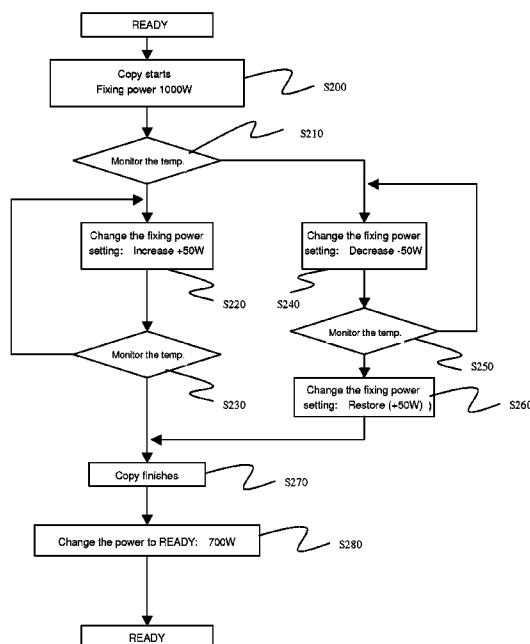 READY
Copy starts
Fixing power 1000W
S200
S210
Monitor the temp.
Change the fixing power
setting: Increase +50W
Change the fixing power
setting: Decrease -50W
S220
S240
Monitor the temp.
Monitor the temp.
S250
S230
Change the fixing power
setting: Restore (+50W) )
S260
Copy finishes
S270
Change the power to READY: 700W
S280
READY